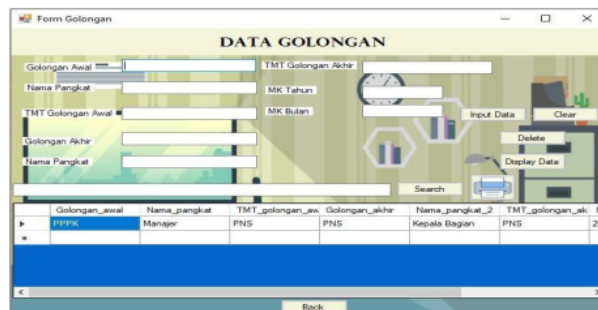 Form Golongan
DATA GOLONGAN
Golongan Awal
TMT Golongan Akhir
Nama Pangkat
MK Tahun
TMT Golongan Awal
MK Bulan
Input Data
Clear
Golongan Akhir
Delete
Nama Pangkat
Display Data
Search
Golongan_awal Nama_pangkat TMT_golongan_aw Golongan_akhir Nama_pangkat_2 TMT_golongan_ak
PPPK Manajer PNS PNS Kepala Bagian PNS 2
Back